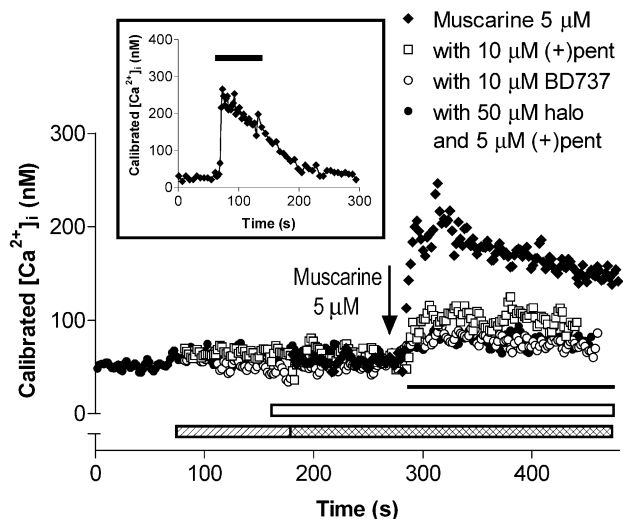 Muscarine 5 μM
with 10 μM (+)pent
with 10 μM BD737
with 50 μM halo
and 5 μM (+)pent
Calibrated [Ca²⁺]ᵢ (nM)
400
300
200
100
0
0 100 200 300
Time (s)
Calibrated [Ca²⁺]ᵢ (nM)
300
200
100
0
Muscarine
5 μM
0 100 200 300 400
Time (s)